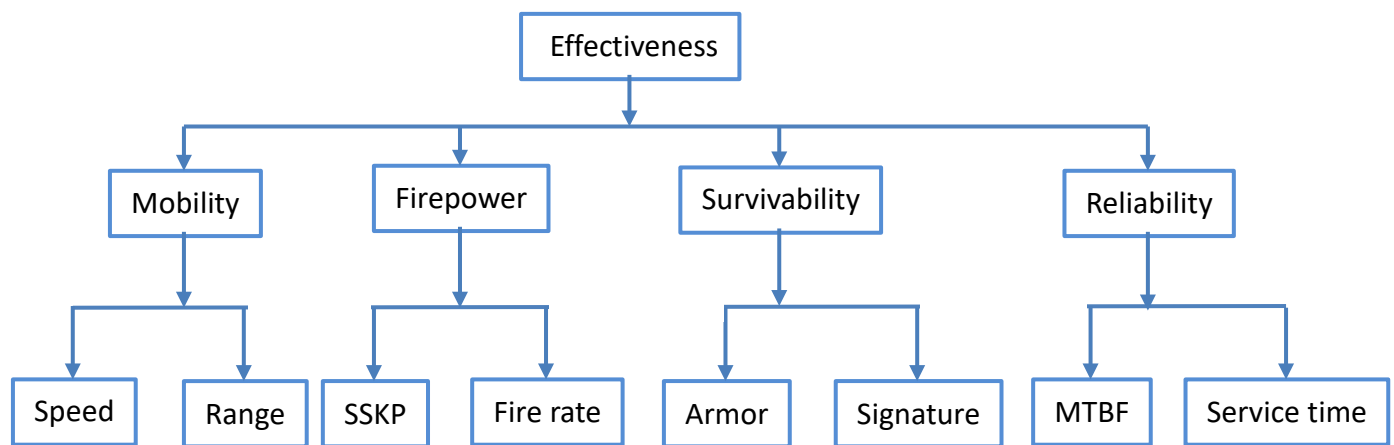 Effectiveness
Mobility
Firepower
Survivability
Reliability
Speed
Range
SSKP
Fire rate
Armor
Signature
MTBF
Service time